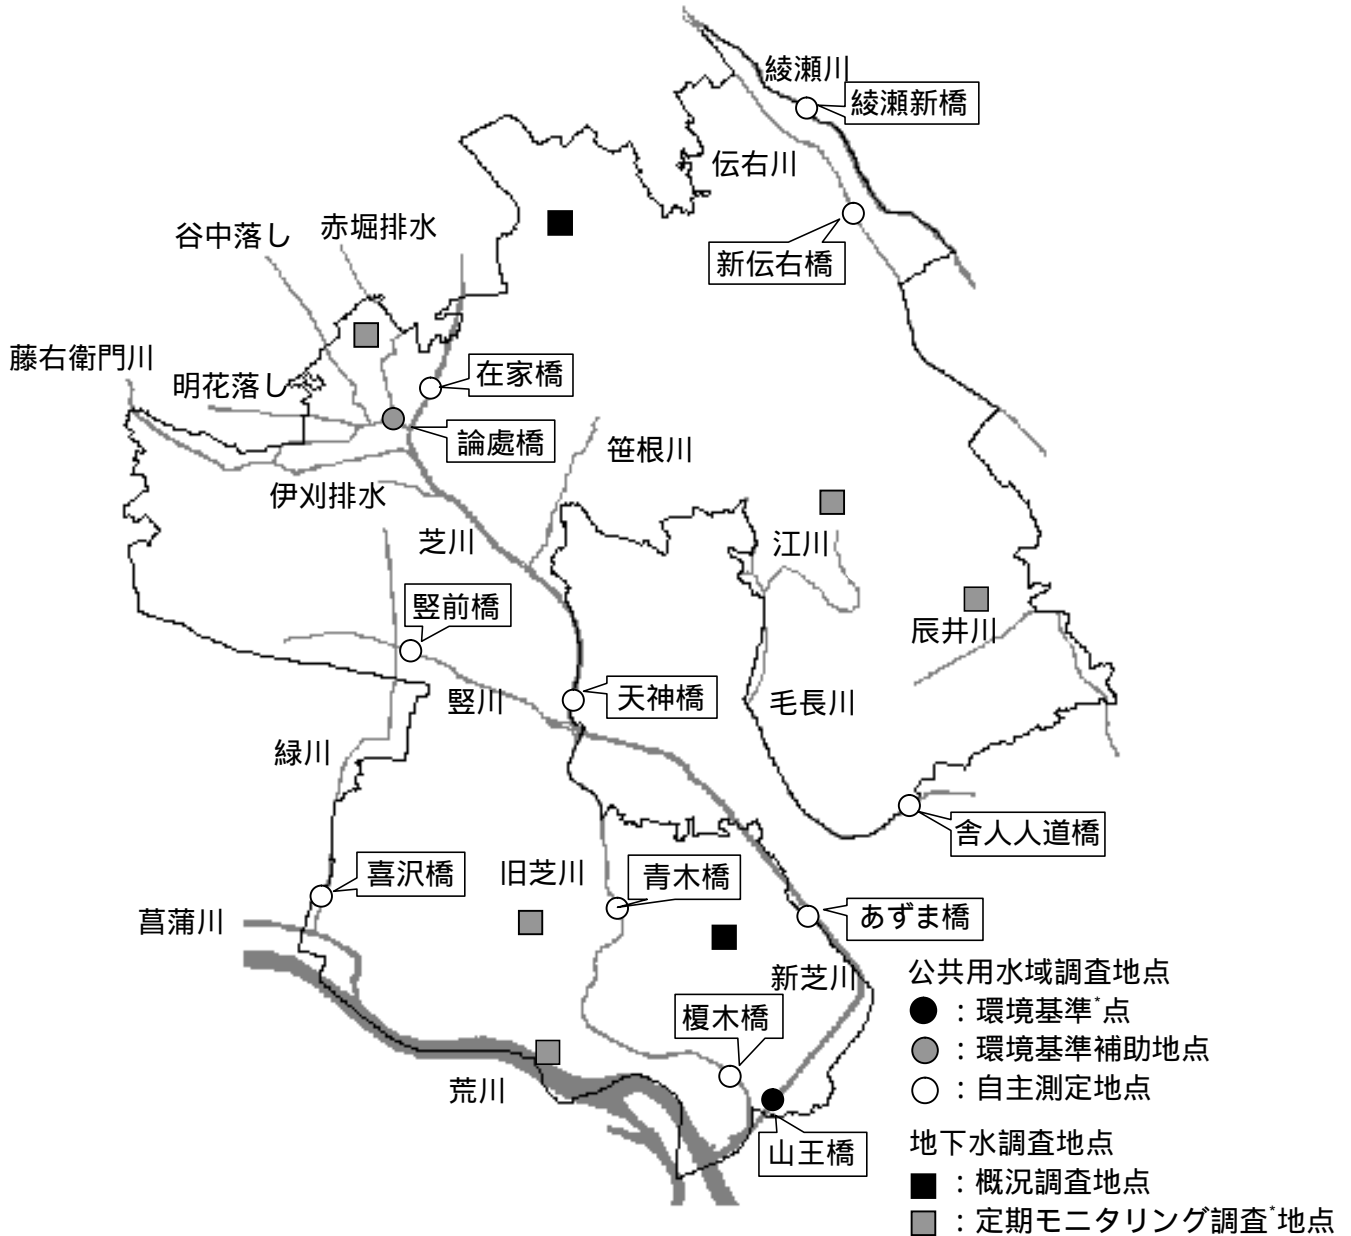 綾瀬川
綾瀬新橋
伝右川
赤堀排水
谷中落し
新伝右橋
藤右衛門川
明花落し
在家橋
論處橋
笹根川
伊刈排水
芝川
江川
竪前橋
辰井川
竪川
天神橋
毛長川
緑川
舎人人道橋
喜沢橋
旧芝川
青木橋
菖蒲川
あずま橋
新芝川
榎木橋
荒川
山王橋
公共用水域調査地点
：環境基準*点
：環境基準補助地点
：自主測定地点
地下水調査地点
：概況調査地点
：定期モニタリング調査*地点